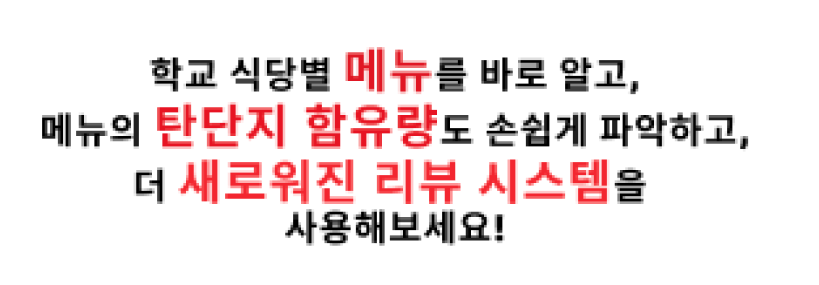 학교 식당별 메뉴를 바로 알고,
메뉴의 탄단지 함유량도 손쉽게 파악하고,
더 새로워진 리뷰 시스템을
사용해보세요!